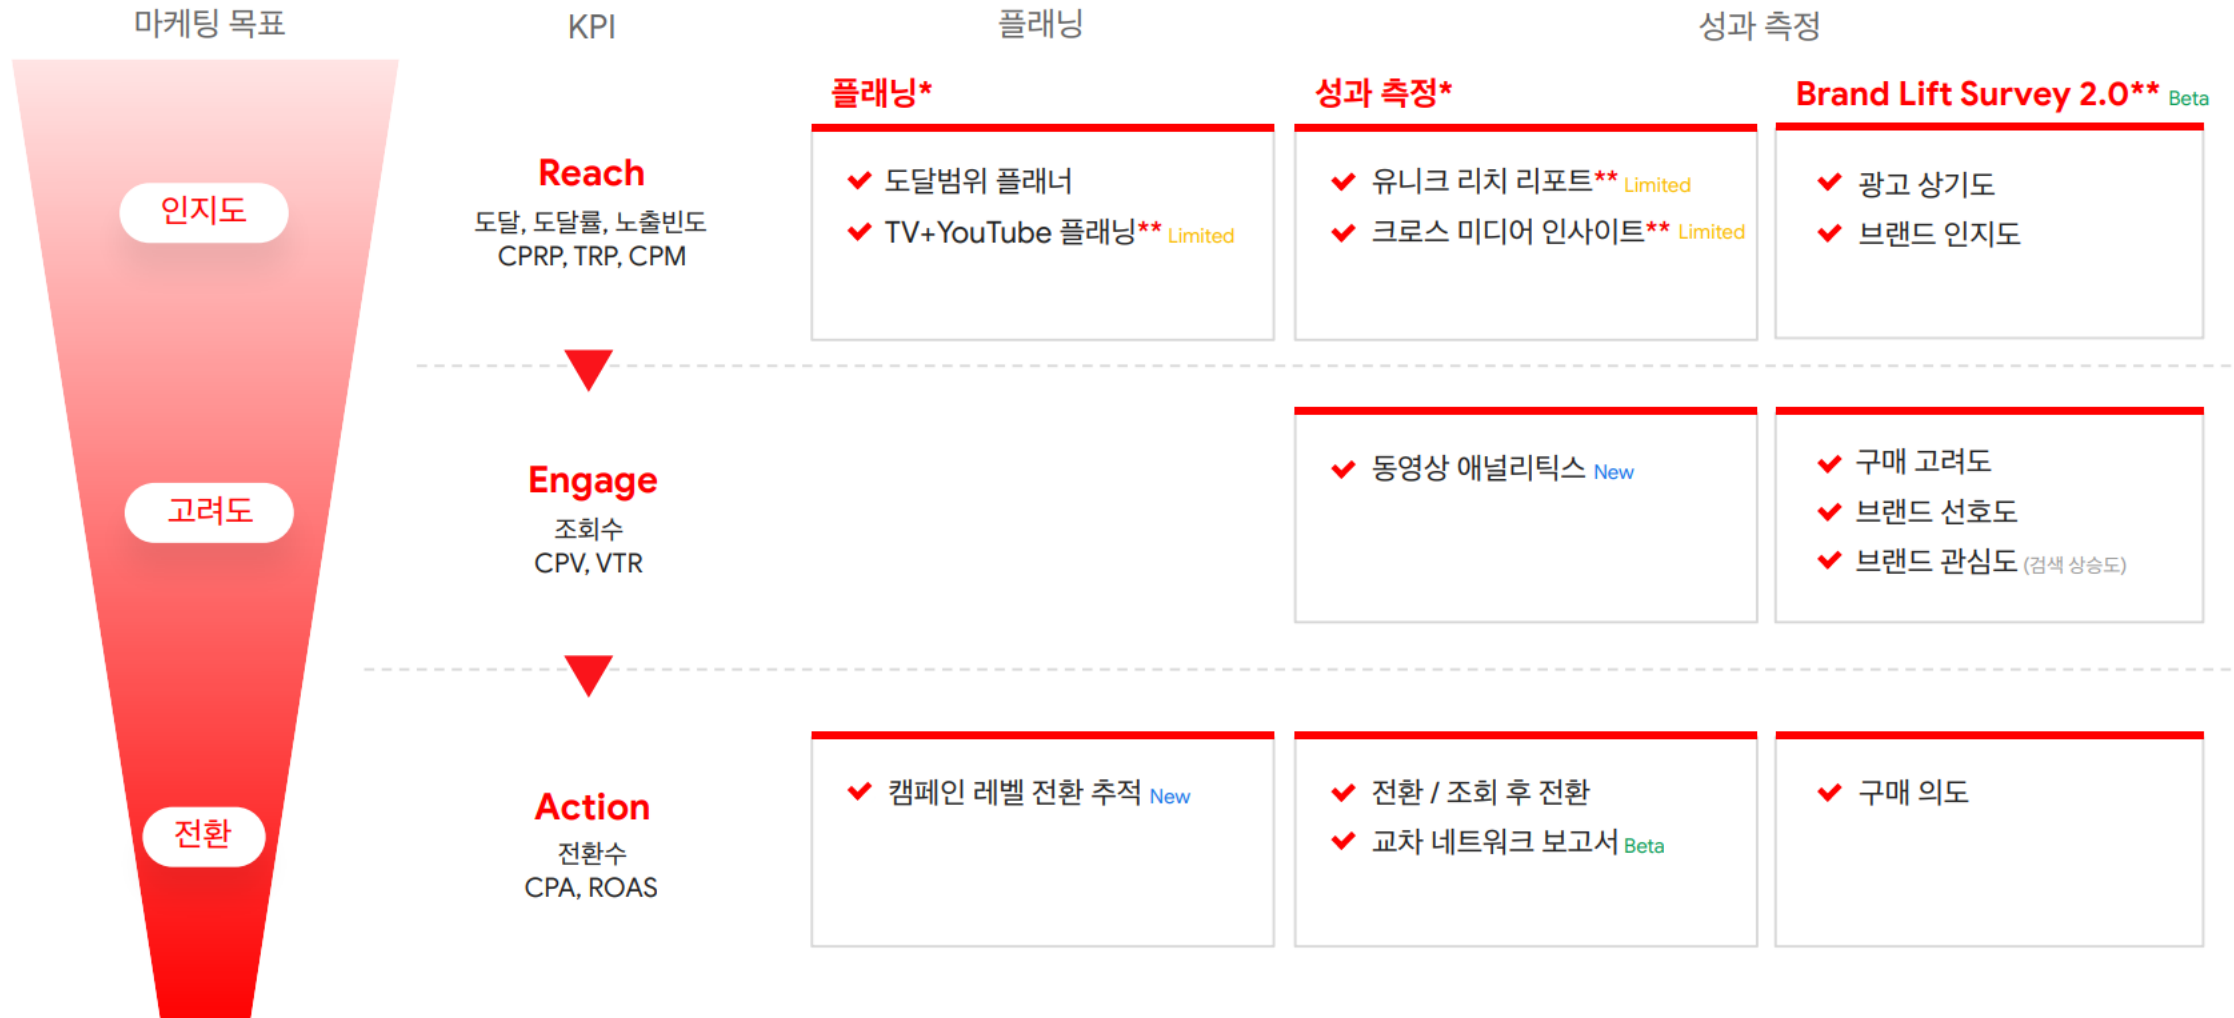 마케팅 목표
KPI
플래닝
성과 측정
플래닝*
성과 측정*
Brand Lift Survey 2.0** Beta
인지도
Reach
도달, 도달률, 노출빈도
CPRP, TRP, CPM
도달범위 플래너
TV+YouTube 플래닝** Limited
유니크 리치 리포트** Limited
크로스 미디어 인사이트** Limited
광고 상기도
브랜드 인지도
고려도
Engage
조회수
CPV, VTR
동영상 애널리틱스 New
구매 고려도
브랜드 선호도
브랜드 관심도 (검색 상승도)
전환
Action
전환수
CPA, ROAS
캠페인 레벨 전환 추적 New
전환 / 조회 후 전환
교차 네트워크 보고서 Beta
구매 의도